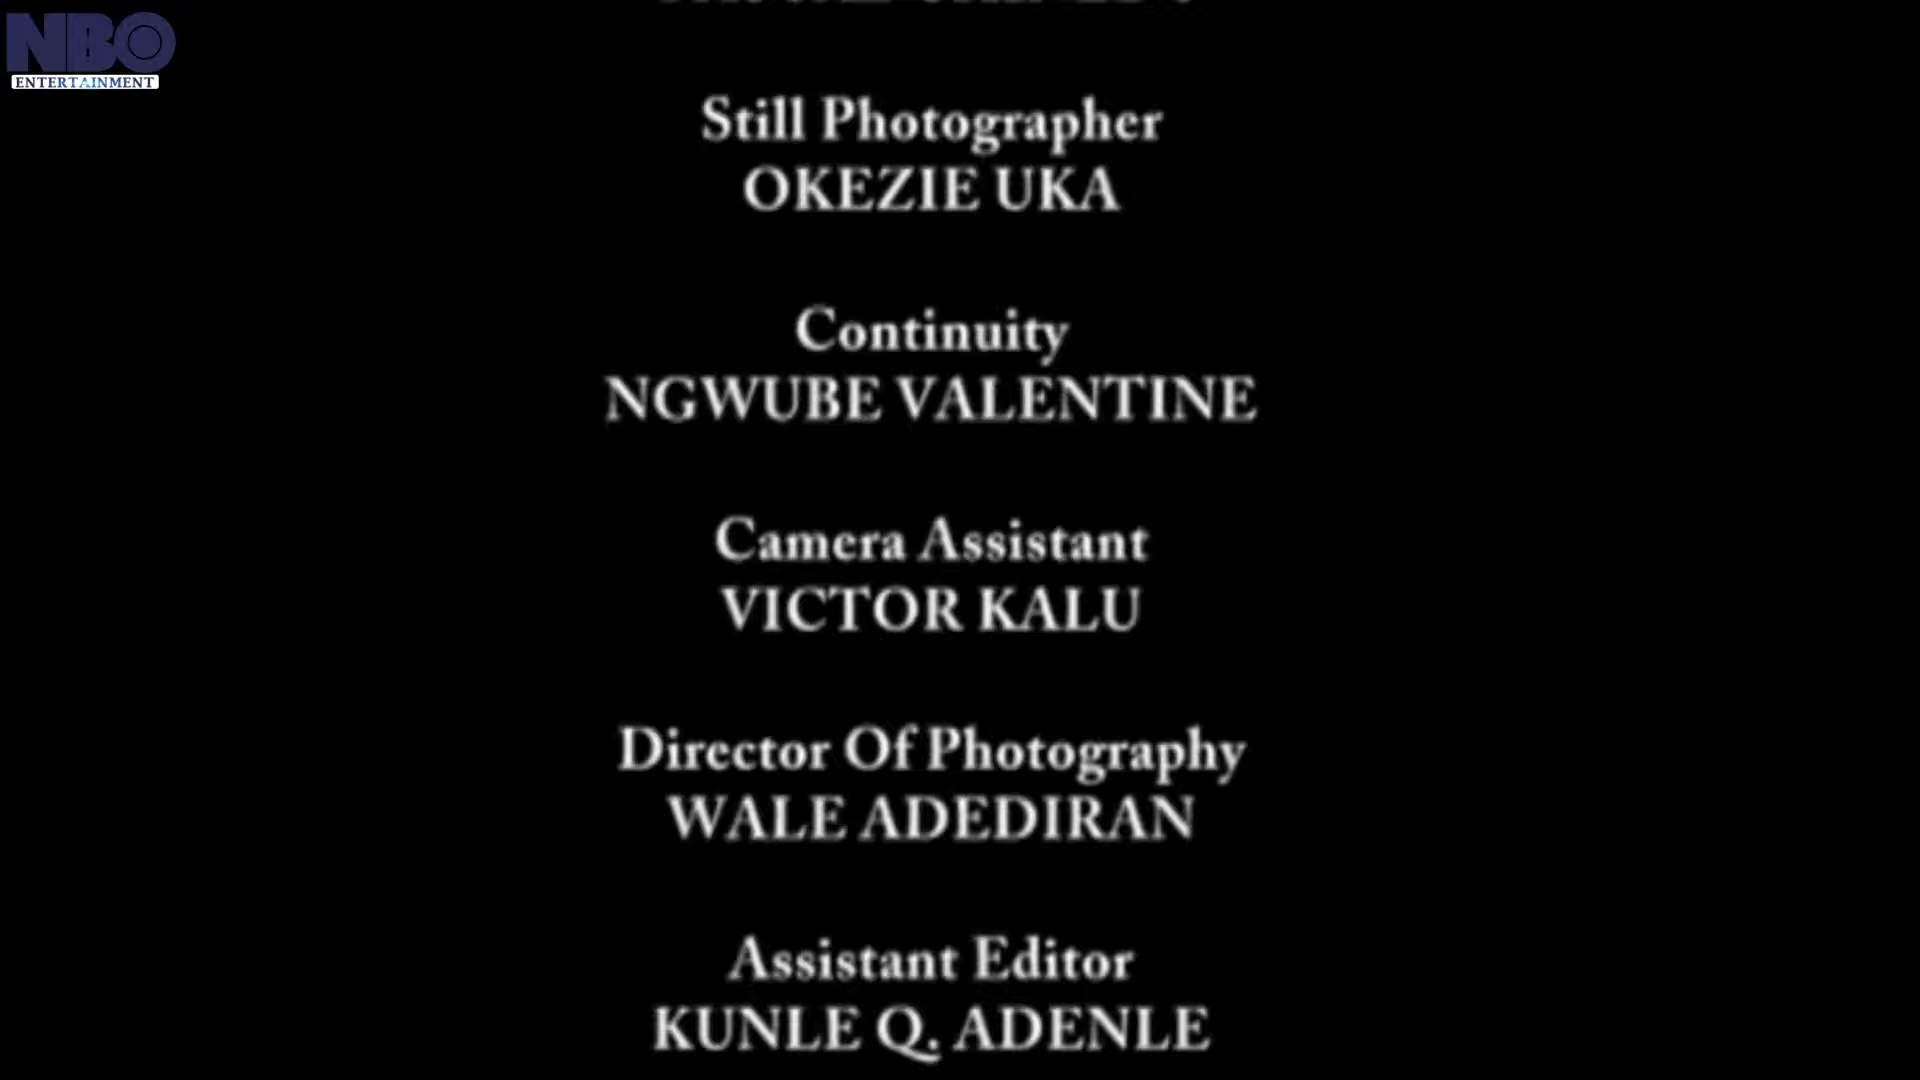 NBO
ENTERTAINMENT
Still Photographer
OKEZIE UKA
Continuity
NGWUBE VALENTINE
Camera Assistant
VICTOR KALU
Director Of Photography
WALE ADEDIRAN
Assistant Editor
KUNLE Q. ADENLE